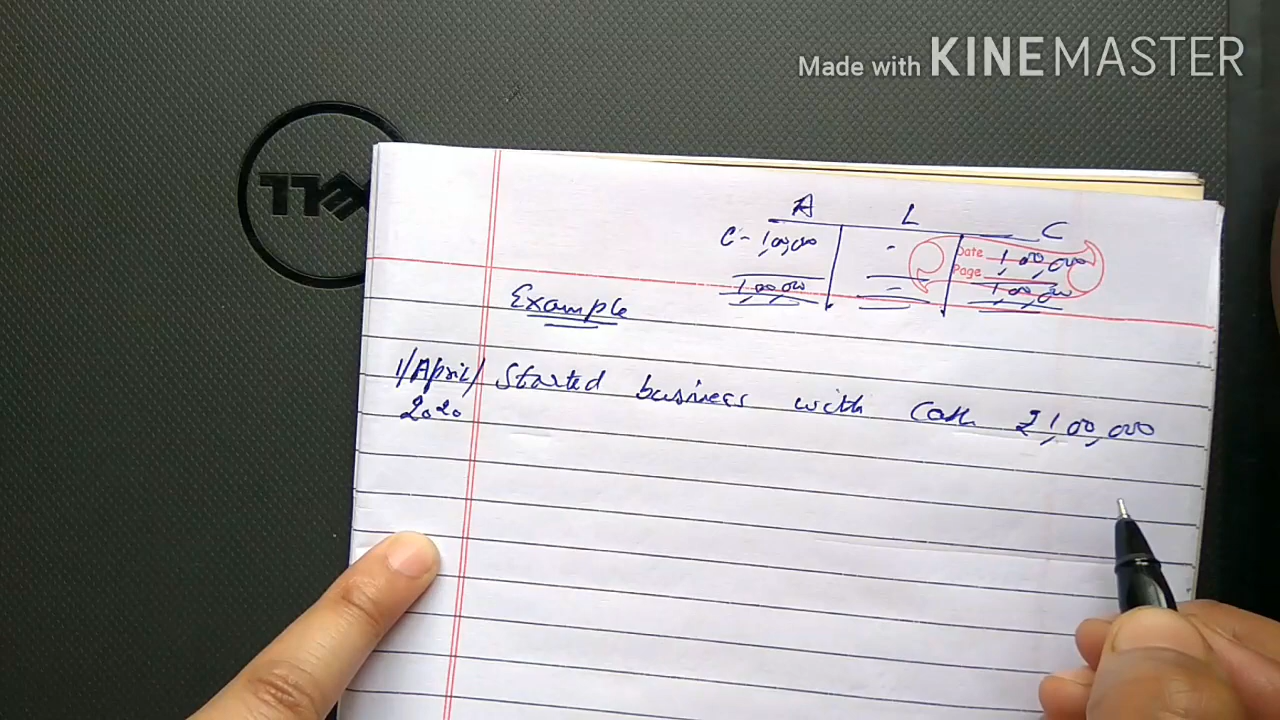 Made with KINEMASTER
DELL
A L C
C - 1,00,000 - Date 1,00,000
Page
1,00,000 - 1,00,000
Example
1/April/ Started business with Cash ₹1,00,000
2020